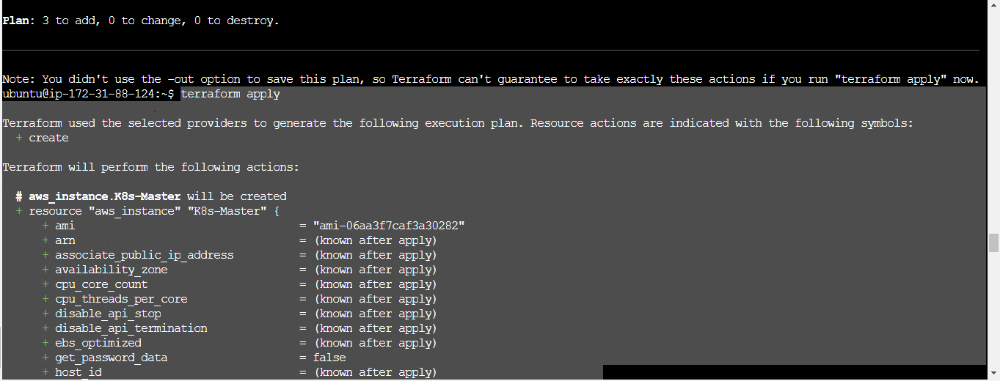 Plan: 3 to add, 0 to change, 0 to destroy.
Note: You didn't use the -out option to save this plan, so Terraform can't guarantee to take exactly these actions if you run "terraform apply" now.
ubuntu@ip-172-31-88-124:~$ terraform apply
Terraform used the selected providers to generate the following execution plan. Resource actions are indicated with the following symbols:
+ create
Terraform will perform the following actions:
# aws_instance.K8s-Master will be created
+ resource "aws_instance" "K8s-Master" {
+ ami = "ami-06aa3f7caf3a30282"
+ arn = (known after apply)
+ associate_public_ip_address = (known after apply)
+ availability_zone = (known after apply)
+ cpu_core_count = (known after apply)
+ cpu_threads_per_core = (known after apply)
+ disable_api_stop = (known after apply)
+ disable_api_termination = (known after apply)
+ ebs_optimized = (known after apply)
+ get_password_data = false
+ host_id = (known after apply)